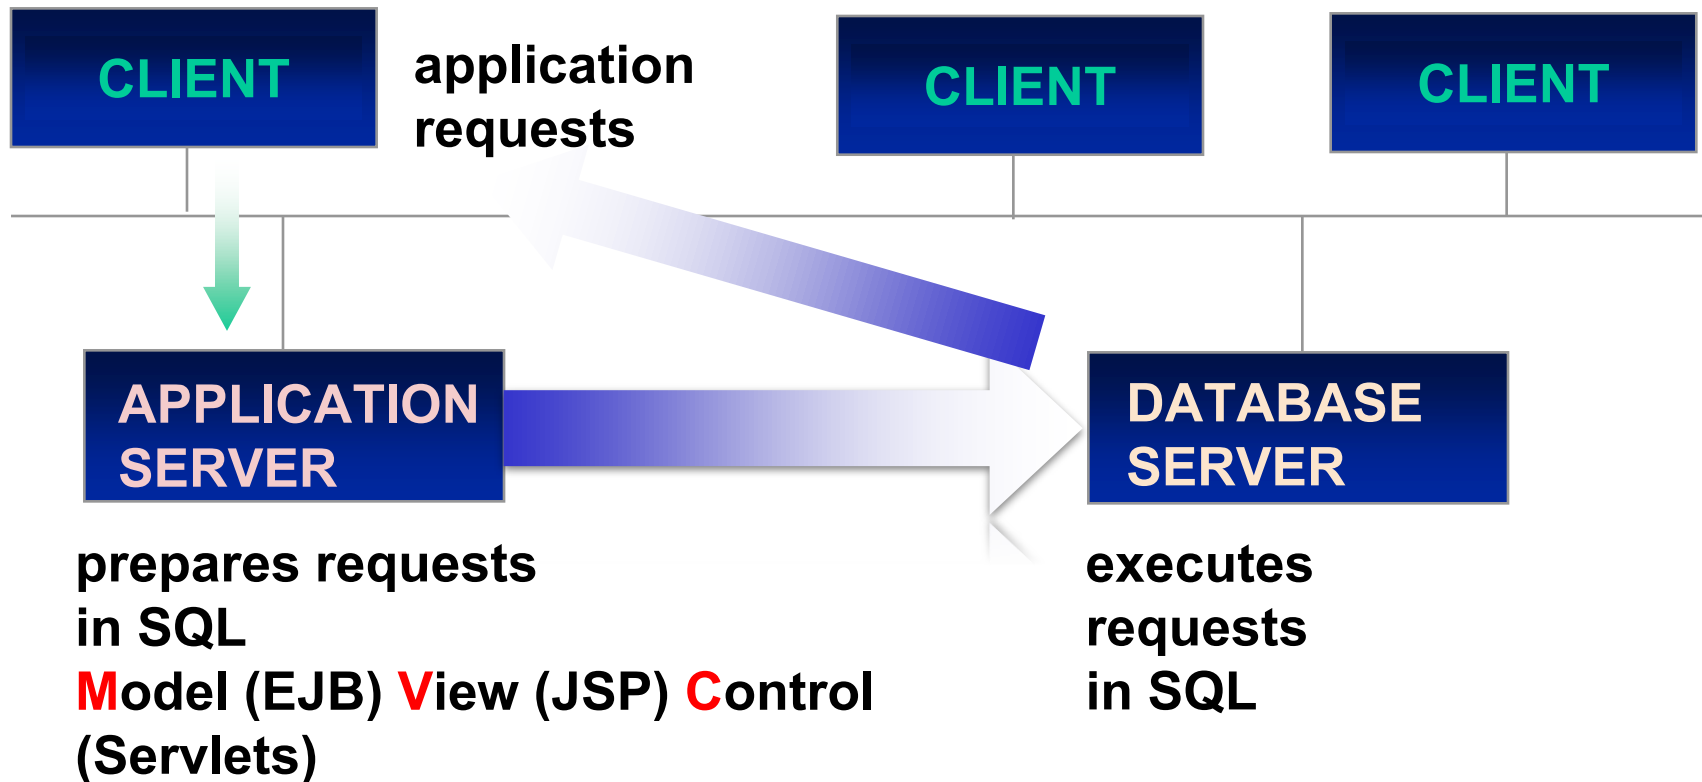 CLIENT
application
requests
CLIENT
CLIENT
APPLICATION
SERVER
DATABASE
SERVER
prepares requests
in SQL
Model (EJB) View (JSP) Control
(Servlets)
executes
requests
in SQL